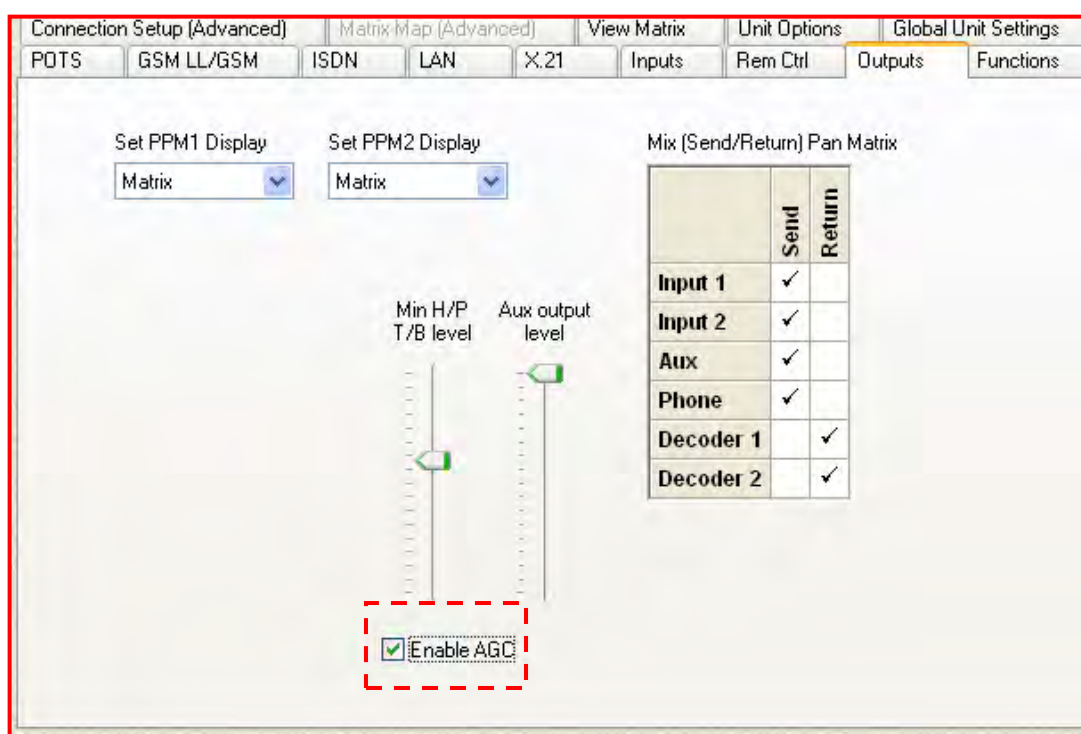 Connection Setup (Advanced) Matrix Map (Advanced) View Matrix Unit Options Global Unit Settings
POTS GSM LL/GSM ISDN LAN X.21 Inputs Rem Ctrl Outputs Functions
Set PPM1 Display Set PPM2 Display Mix (Send/Return) Pan Matrix
Matrix Matrix
Send Return
Input 1
Input 2
Aux
Phone
Decoder 1
Decoder 2
Min H/P
T/B level
Aux output
level
Enable AGC